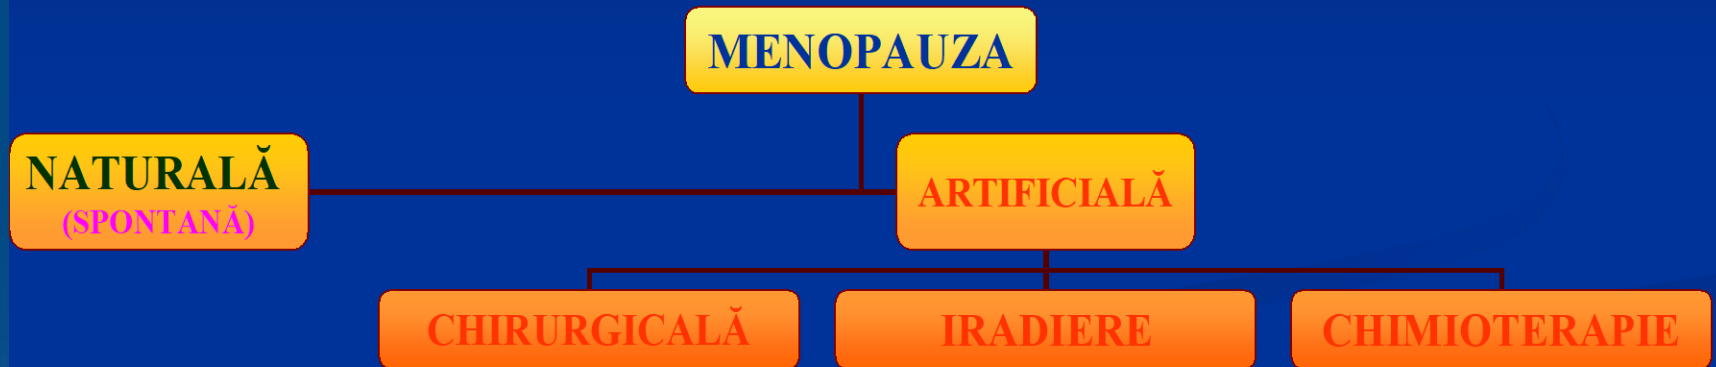 MENOPAUZA
NATURALĂ
(SPONTANĂ)
ARTIFICIALĂ
CHIRURGICALĂ
IRADIERE
CHIMIOTERAPIE